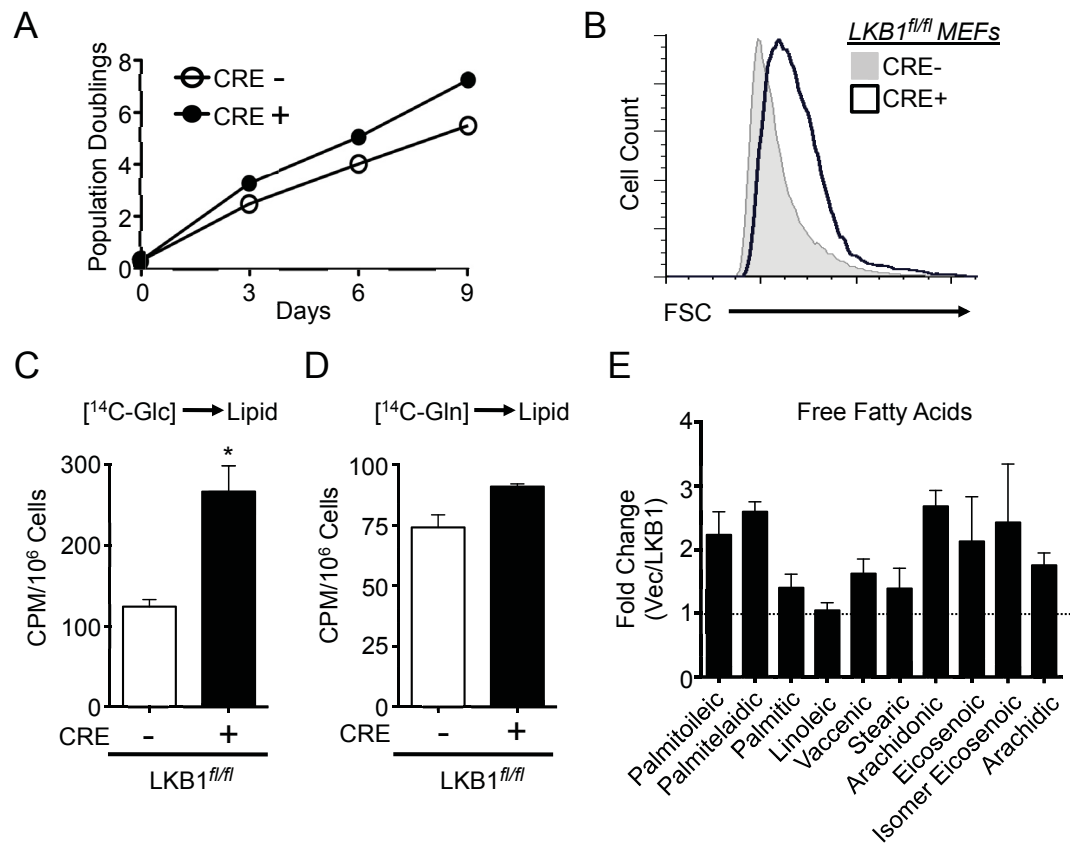 A
Population Doublings
8
6
4
2
0
CRE -
CRE +
0 3 6 9
Days
B
LKB1fl/fl MEFs
CRE-
CRE+
Cell Count
FSC
C
[14C-Glc] → Lipid
CPM/10⁶ Cells
300
200
100
0
*
CRE - +
LKB1fl/fl
D
[14C-Gln] → Lipid
CPM/10⁶ Cells
100
75
50
25
0
CRE - +
LKB1fl/fl
E
Free Fatty Acids
Fold Change
(Vec/LKB1)
4
3
2
1
0
Palmitoileic
Palmitelaidic
Palmitic
Linoleic
Vaccenic
Stearic
Arachidonic
Eicosenoic
Isomer Eicosenoic
Arachidic